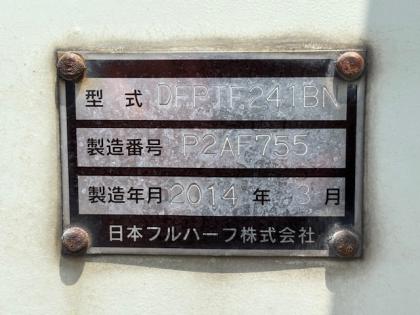 型 式 DFPTF241BN
製造番号 P2AF755
製造年月 2014 年 3 月
日本フルハーフ株式会社